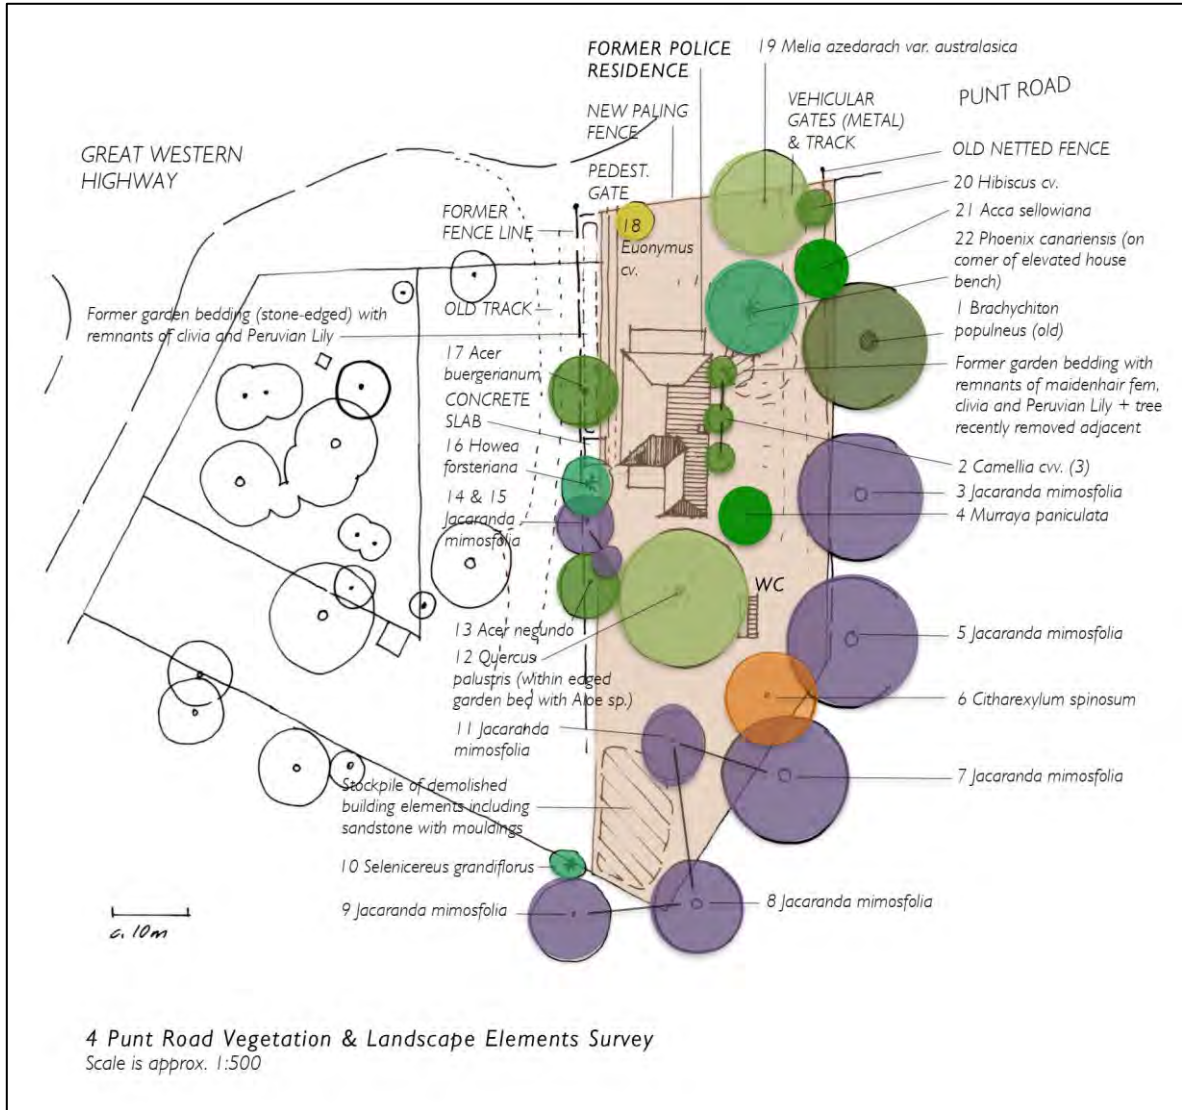 FORMER POLICE
RESIDENCE
19 Melia azedarach var. australasica
PUNT ROAD
NEW PALING
FENCE
VEHICULAR
GATES (METAL)
& TRACK
GREAT WESTERN
HIGHWAY
PEDEST.
GATE
OLD NETTED FENCE
20 Hibiscus cv.
FORMER
FENCE LINE
18
Euonymus
cv.
21 Acca sellowiana
22 Phoenix canariensis (on
corner of elevated house
bench)
Former garden bedding (stone-edged) with
remnants of clivia and Peruvian Lily
OLD TRACK
1 Brachychiton
populneus (old)
17 Acer
buergerianum
Former garden bedding with
remnants of maidenhair fern,
clivia and Peruvian Lily + tree
recently removed adjacent
CONCRETE
SLAB
16 Howea
forsteriana
2 Camellia cvv. (3)
14 & 15
Jacaranda
mimosfolia
3 Jacaranda mimosfolia
4 Murraya paniculata
WC
13 Acer negundo
5 Jacaranda mimosfolia
12 Quercus
palustris (within edged
garden bed with Aloe sp.)
6 Citharexylum spinosum
11 Jacaranda
mimosfolia
7 Jacaranda mimosfolia
Stockpile of demolished
building elements including
sandstone with mouldings
10 Selenicereus grandiflorus
9 Jacaranda mimosfolia
8 Jacaranda mimosfolia
c. 10m
4 Punt Road Vegetation & Landscape Elements Survey
Scale is approx. 1:500